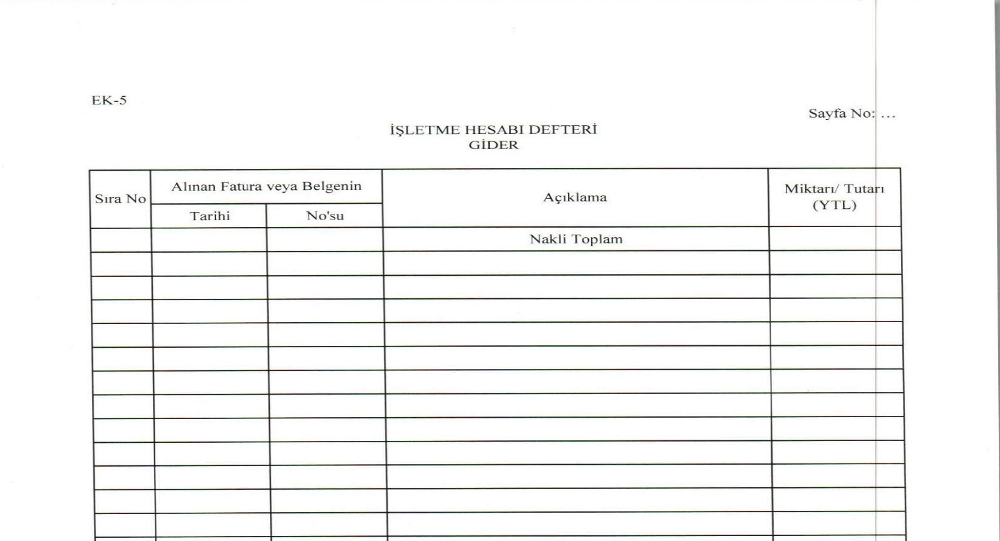 EK-5
Sayfa No: ...
İŞLETME HESABI DEFTERİ
GİDER
Sıra No
Alınan Fatura veya Belgenin
Tarihi
No'su
Açıklama
Miktarı/ Tutarı
(YTL)
Nakli Toplam